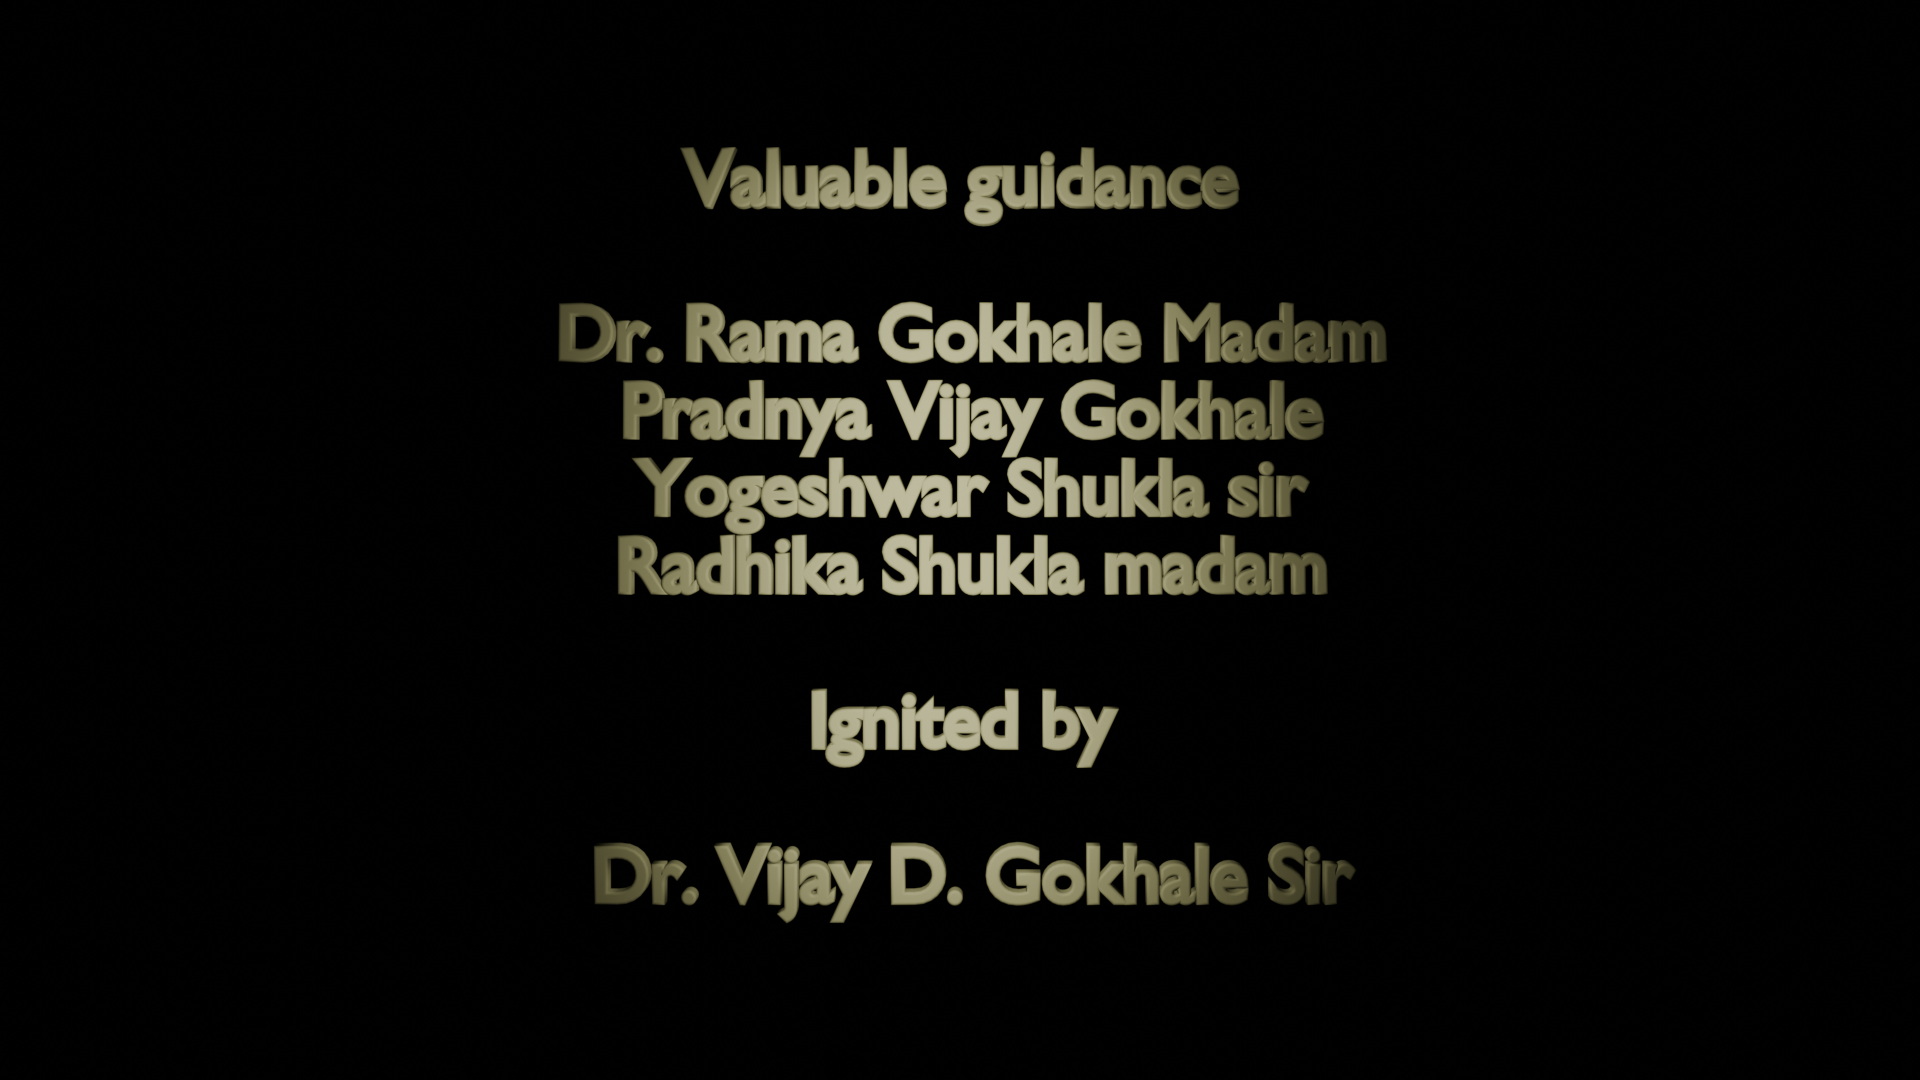 Valuable guidance
Dr. Rama Gokhale Madam
Pradnya Vijay Gokhale
Yogeshwar Shukla sir
Radhika Shukla madam
Ignited by
Dr. Vijay D. Gokhale Sir